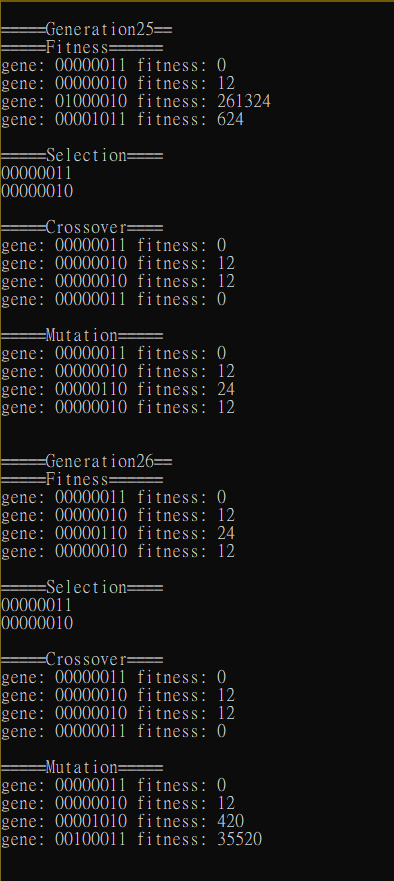 =====Generation25==
=====Fitness======
gene: 00000011 fitness: 0
gene: 00000010 fitness: 12
gene: 01000010 fitness: 261324
gene: 00001011 fitness: 624
=====Selection====
00000011
00000010
=====Crossover====
gene: 00000011 fitness: 0
gene: 00000010 fitness: 12
gene: 00000010 fitness: 12
gene: 00000011 fitness: 0
=====Mutation=====
gene: 00000011 fitness: 0
gene: 00000010 fitness: 12
gene: 00000110 fitness: 24
gene: 00000010 fitness: 12
=====Generation26==
=====Fitness======
gene: 00000011 fitness: 0
gene: 00000010 fitness: 12
gene: 00000110 fitness: 24
gene: 00000010 fitness: 12
=====Selection====
00000011
00000010
=====Crossover====
gene: 00000011 fitness: 0
gene: 00000010 fitness: 12
gene: 00000010 fitness: 12
gene: 00000011 fitness: 0
=====Mutation=====
gene: 00000011 fitness: 0
gene: 00000010 fitness: 12
gene: 00001010 fitness: 420
gene: 00100011 fitness: 35520